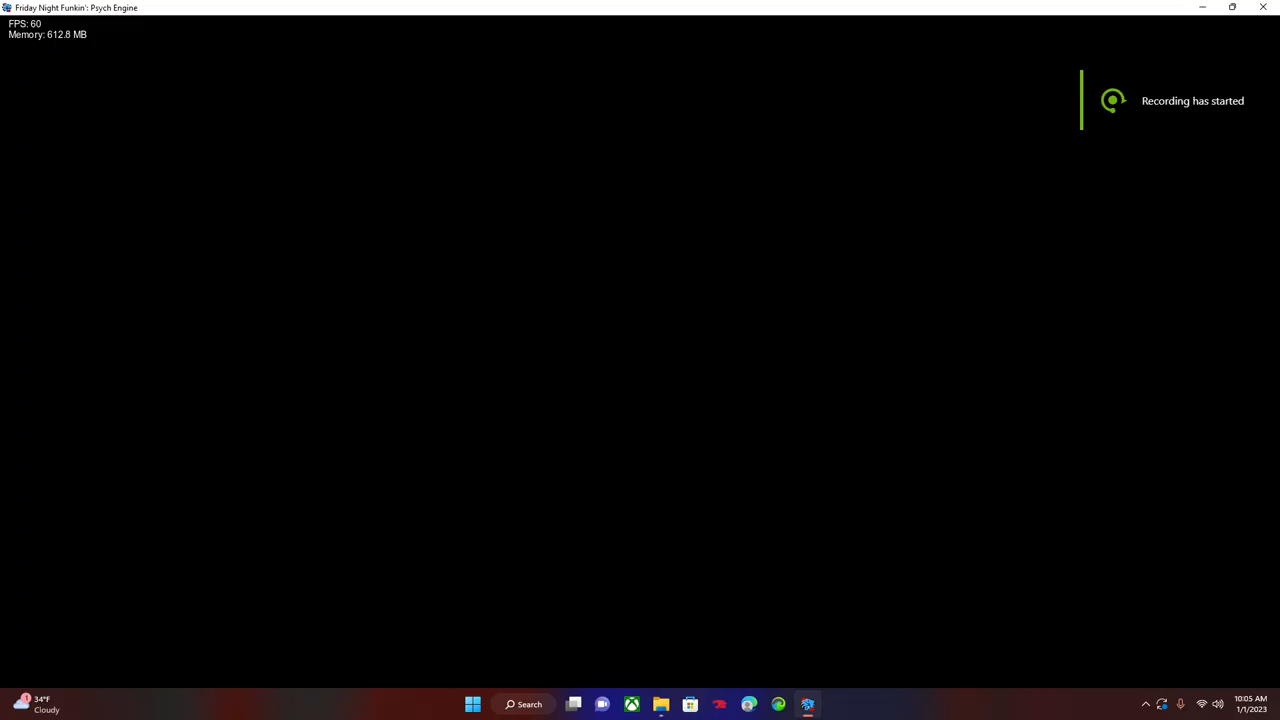 Friday Night Funkin': Psych Engine
FPS: 60
Memory: 612.8 MB
Recording has started
1
34°F
Cloudy
Search
10:05 AM
1/1/2023